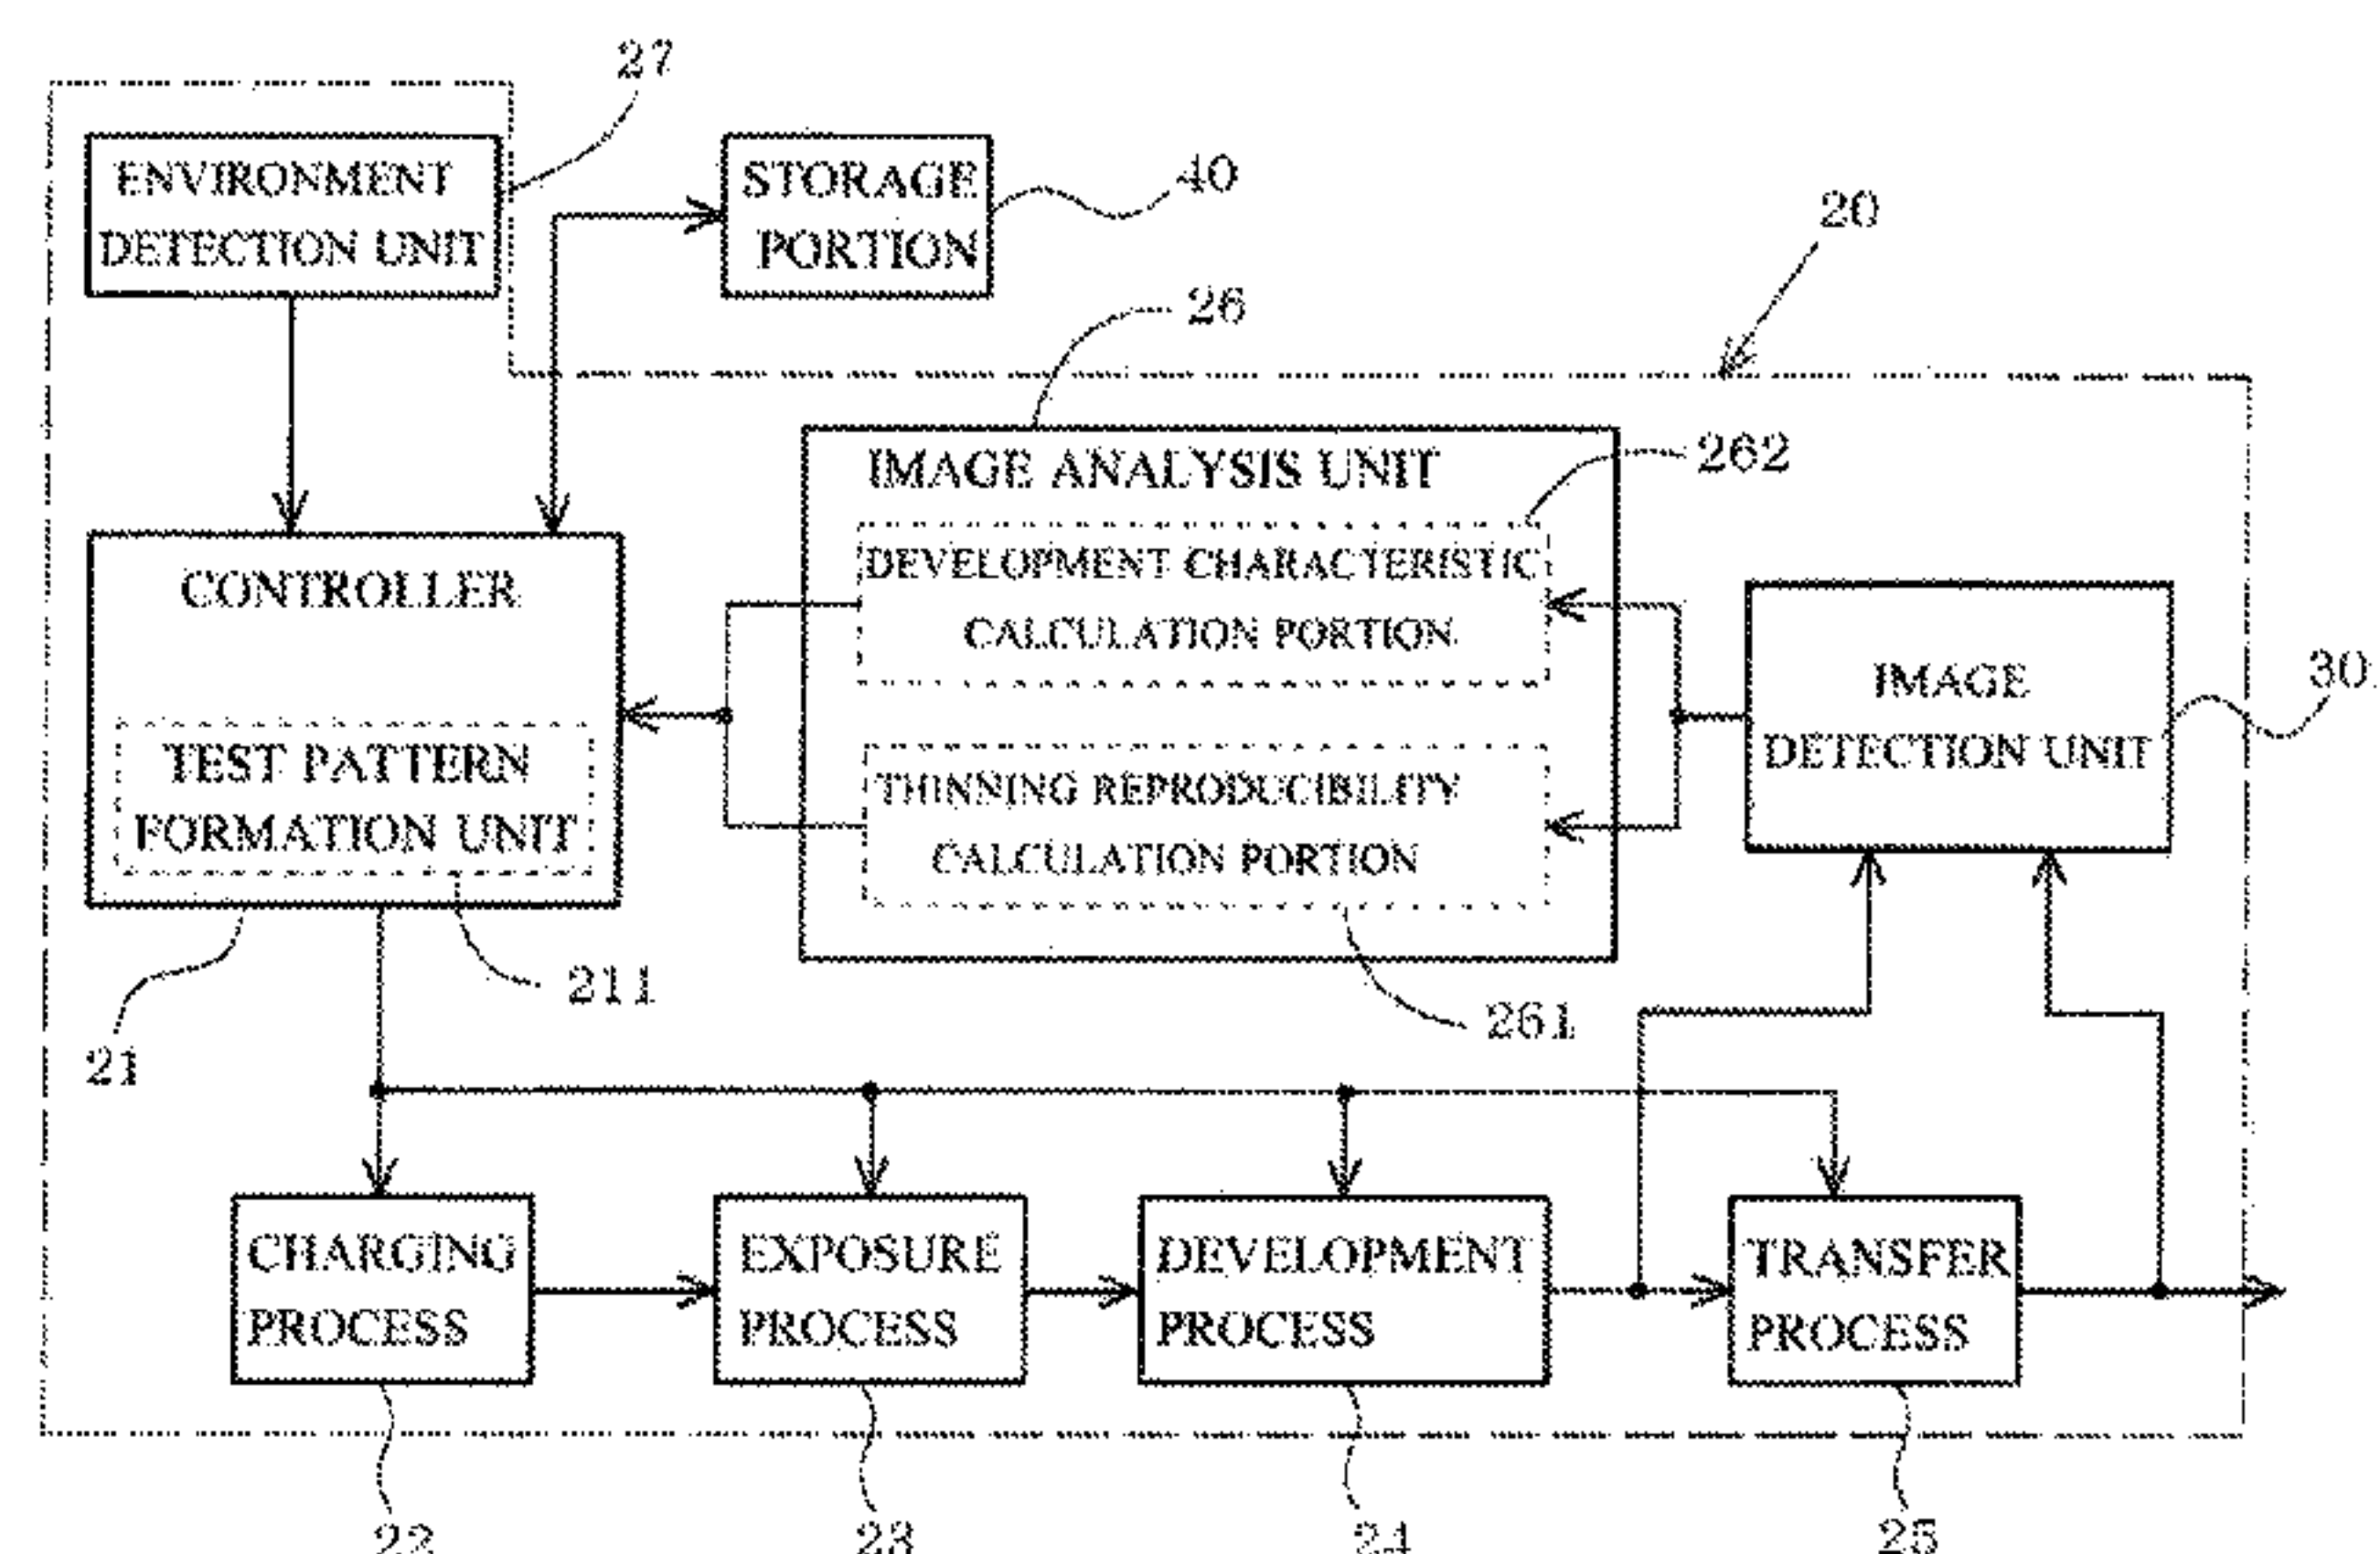 27
ENVIRONMENT
DETECTION UNIT
STORAGE
PORTION
40
20
26
IMAGE ANALYSIS UNIT
262
DEVELOPMENT CHARACTERISTIC
CALCULATION PORTION
CONTROLLER
IMAGE
DETECTION UNIT
30
TEST PATTERN
FORMATION UNIT
THINNING REPRODUCIBILITY
CALCULATION PORTION
211
261
21
CHARGING
PROCESS
EXPOSURE
PROCESS
DEVELOPMENT
PROCESS
TRANSFER
PROCESS
22
23
24
25